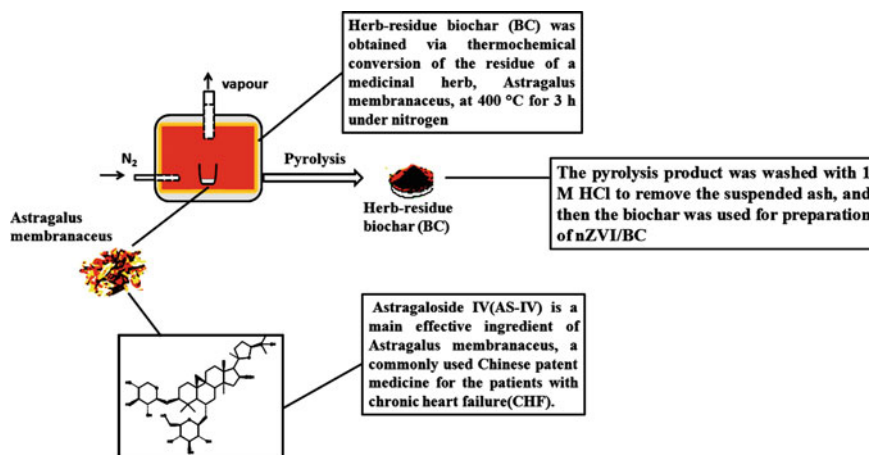 Herb-residue biochar (BC) was
obtained via thermochemical
conversion of the residue of a
medicinal herb, Astragalus
membranaceus, at 400 °C for 3 h
under nitrogen
vapour
N2
Pyrolysis
Herb-residue
biochar (BC)
The pyrolysis product was washed with 1
M HCl to remove the suspended ash, and
then the biochar was used for preparation
of nZVI/BC
Astragalus
membranaceus
Astragaloside IV(AS-IV) is a
main effective ingredient of
Astragalus membranaceus, a
commonly used Chinese patent
medicine for the patients with
chronic heart failure(CHF).